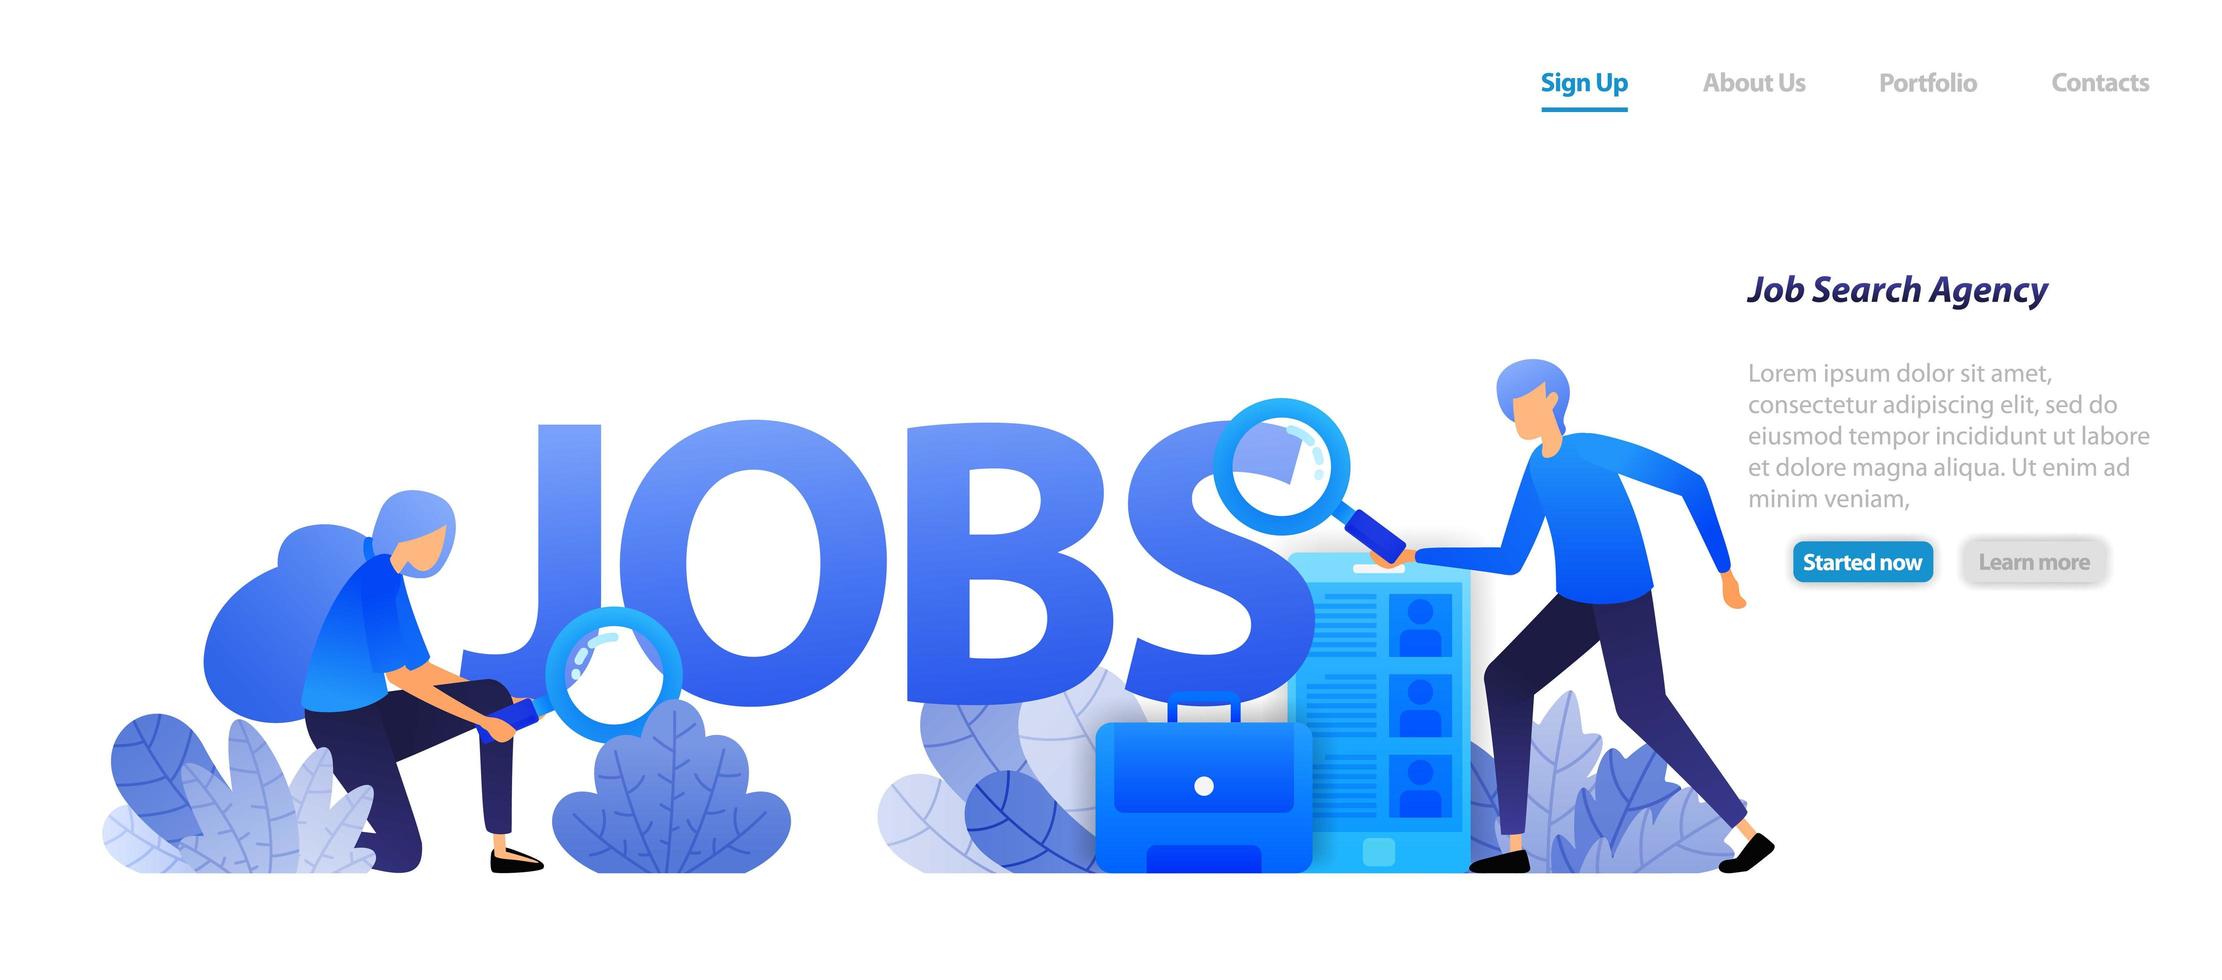 Sign Up About Us Portfolio Contacts
Job Search Agency
Lorem ipsum dolor sit amet,
consectetur adipiscing elit, sed do
eiusmod tempor incididunt ut labore
et dolore magna aliqua. Ut enim ad
minim veniam,
Started now Learn more
JOBS